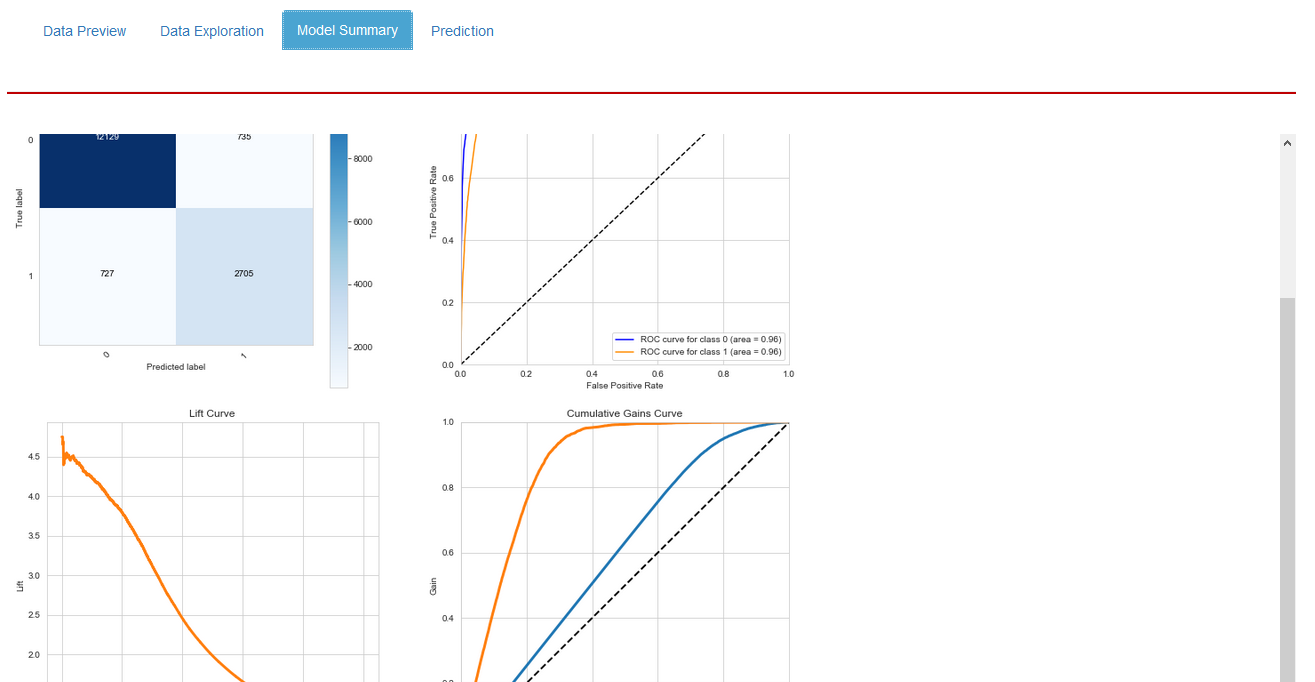 Data Preview Data Exploration Model Summary Prediction
0 12129 735
8000
True label
6000
1 727 2705
4000
2000
0 1
Predicted label
0.6
True Positive Rate
0.4
0.2
0.0
ROC curve for class 0 (area = 0.96)
ROC curve for class 1 (area = 0.96)
0.0 0.2 0.4 0.6 0.8 1.0
False Positive Rate
Lift Curve
4.5
4.0
3.5
3.0
Lift
2.5
2.0
Cumulative Gains Curve
1.0
0.8
0.6
Gain
0.4
0.2